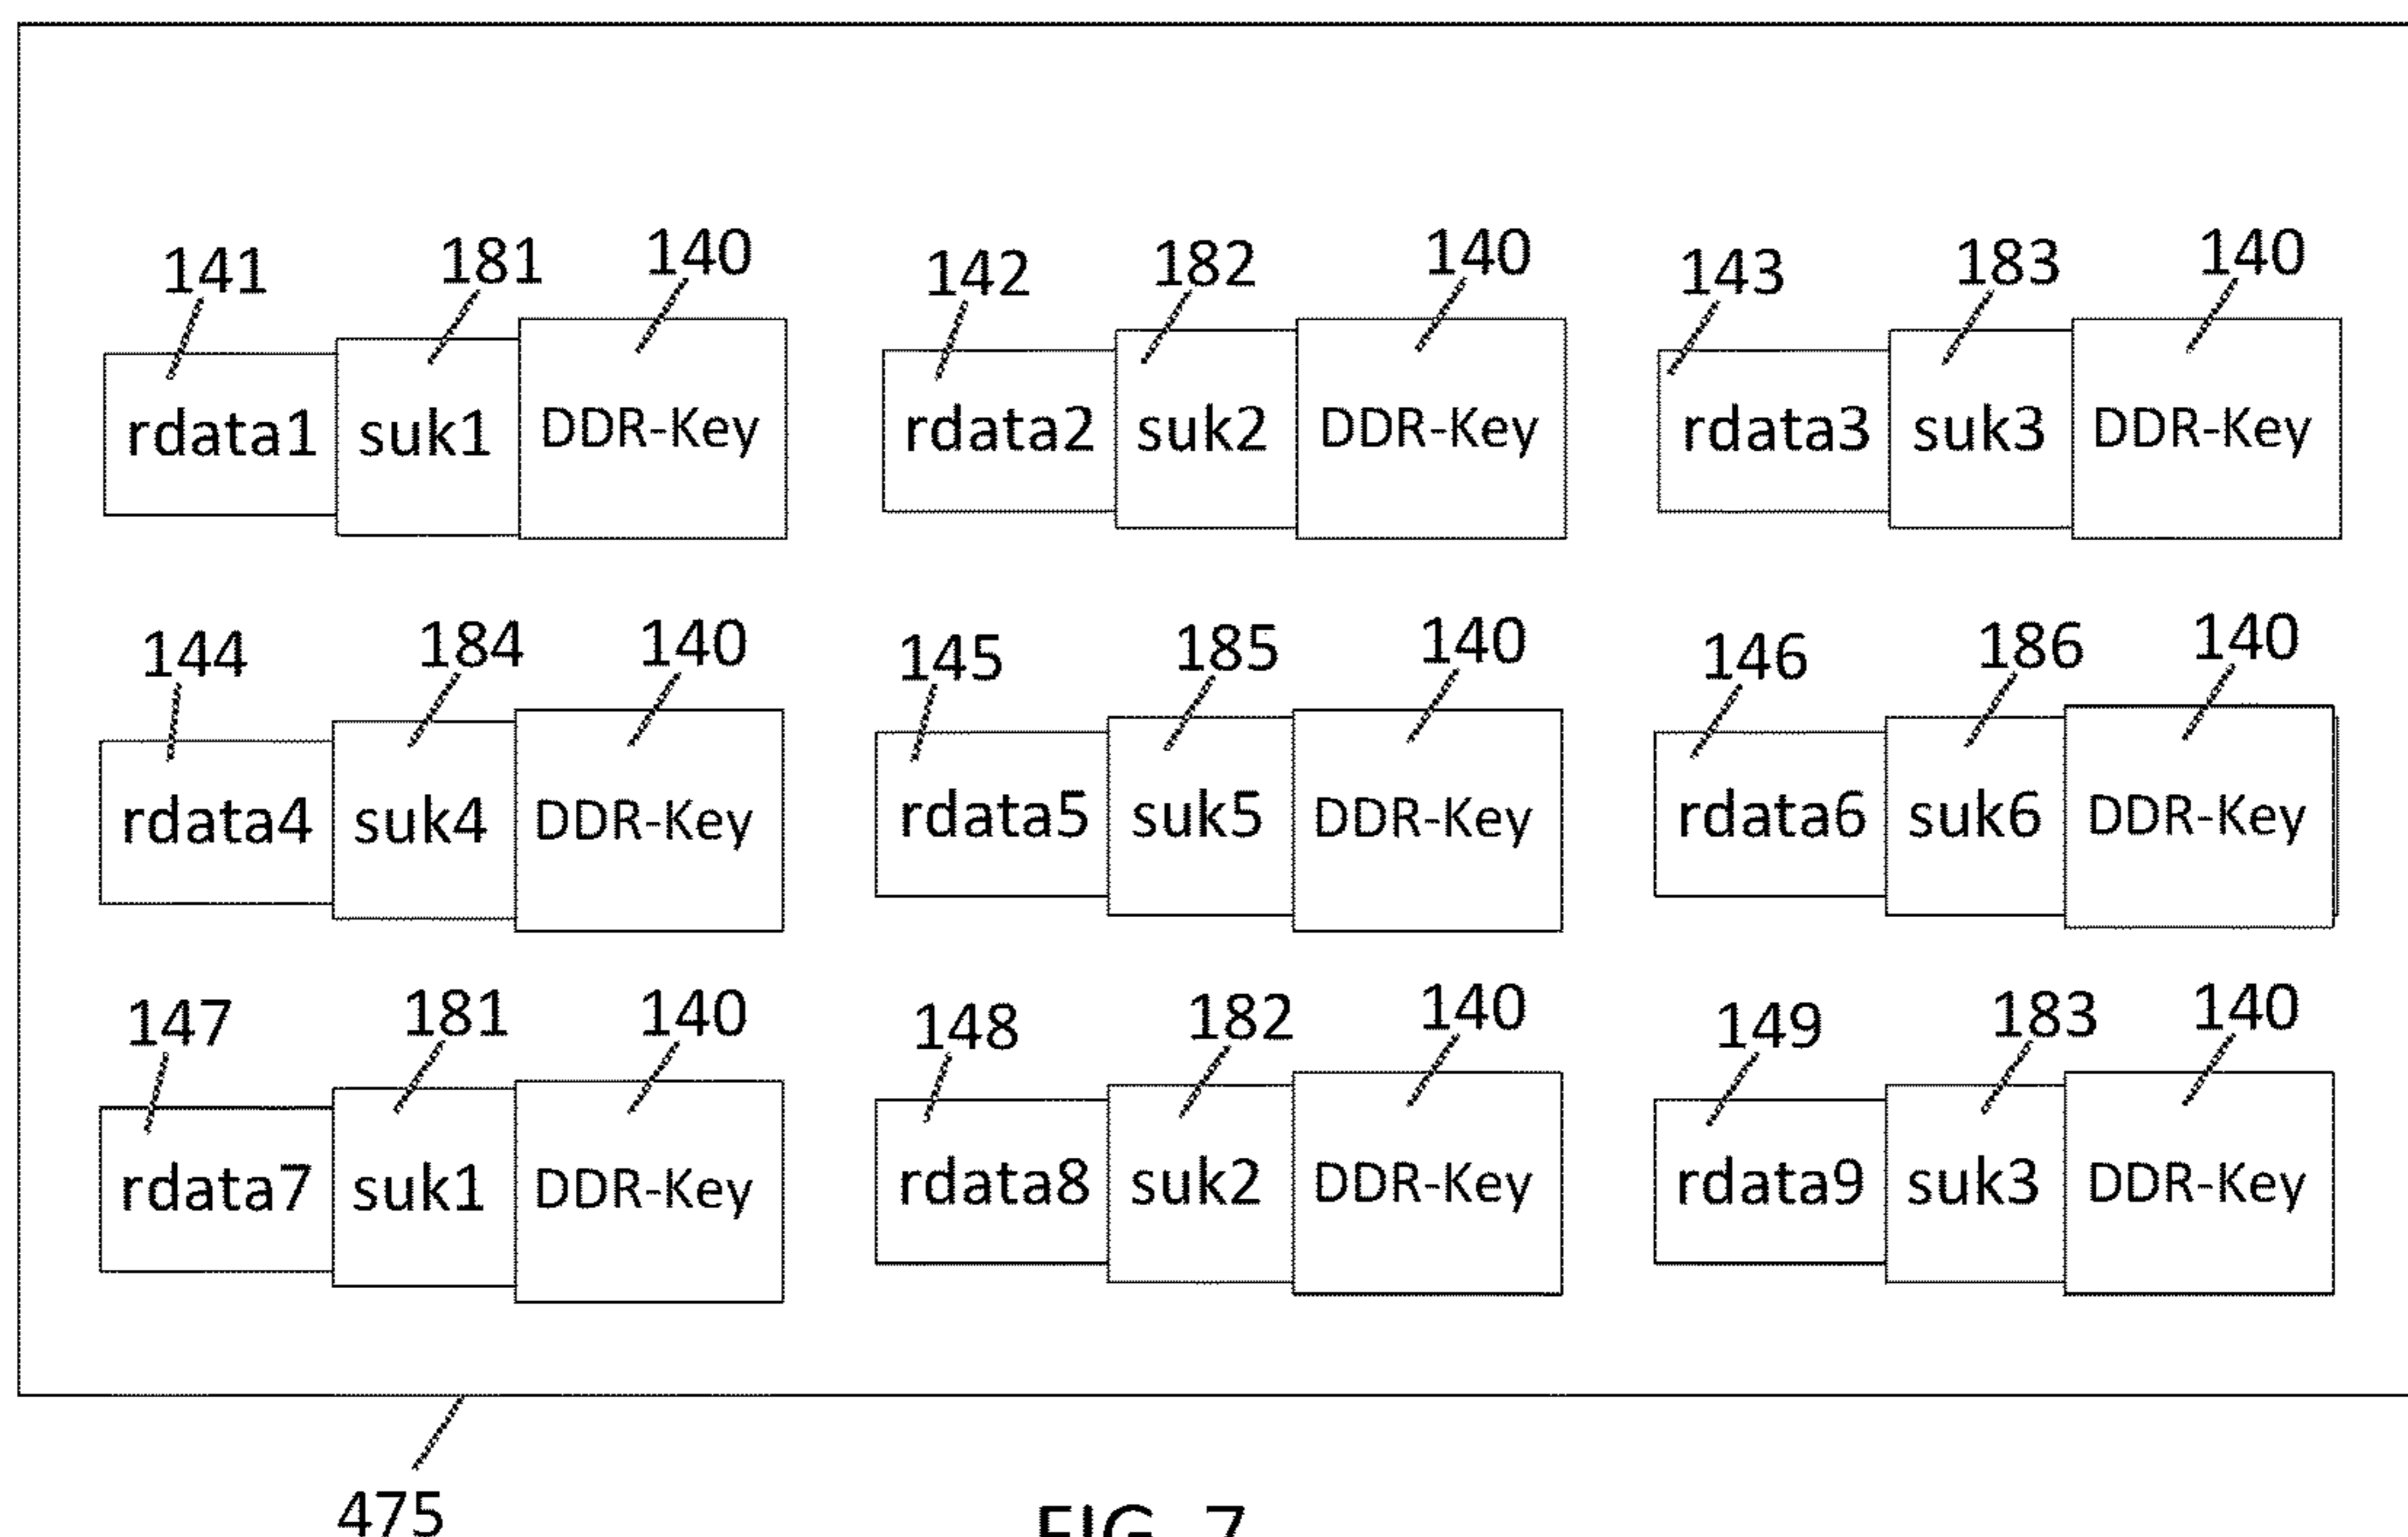 141 181 140 142 182 140 143 183 140
rdata1 suk1 DDR-Key rdata2 suk2 DDR-Key rdata3 suk3 DDR-Key
144 184 140 145 185 140 146 186 140
rdata4 suk4 DDR-Key rdata5 suk5 DDR-Key rdata6 suk6 DDR-Key
147 181 140 148 182 140 149 183 140
rdata7 suk1 DDR-Key rdata8 suk2 DDR-Key rdata9 suk3 DDR-Key
475
FIG. 7